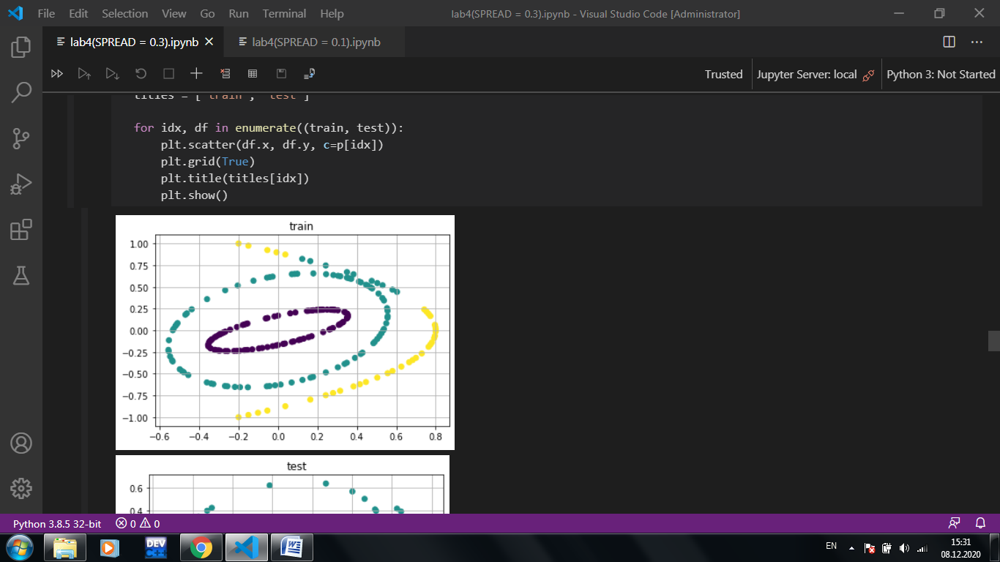 File Edit Selection View Go Run Terminal Help lab4(SPREAD = 0.3).ipynb - Visual Studio Code [Administrator]
lab4(SPREAD = 0.3).ipynb lab4(SPREAD = 0.1).ipynb
Trusted Jupyter Server: local Python 3: Not Started
titles = ['train', 'test']
for idx, df in enumerate((train, test)):
plt.scatter(df.x, df.y, c=p[idx])
plt.grid(True)
plt.title(titles[idx])
plt.show()
train
1.00
0.75
0.50
0.25
0.00
−0.25
−0.50
−0.75
−1.00
−0.6 −0.4 −0.2 0.0 0.2 0.4 0.6 0.8
test
0.6
0.4
Python 3.8.5 32-bit 0 0
DEV C++
EN 15:31
08.12.2020